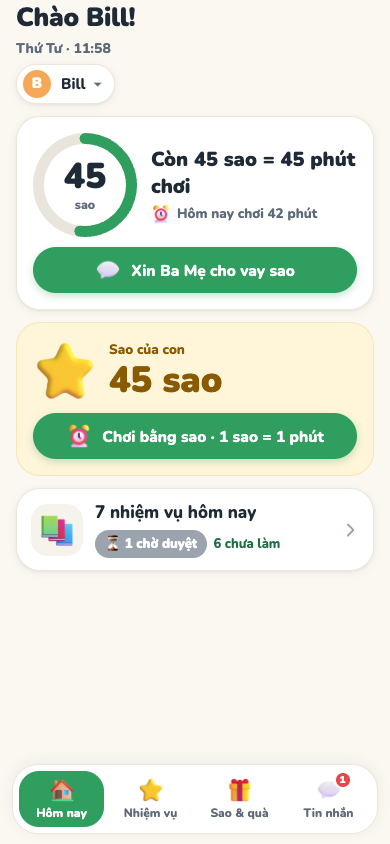 Chào Bill!
Thứ Tư · 11:58
B Bill
45
sao
Còn 45 sao = 45 phút
chơi
Hôm nay chơi 42 phút
Xin Ba Mẹ cho vay sao
Sao của con
45 sao
Chơi bằng sao · 1 sao = 1 phút
7 nhiệm vụ hôm nay
1 chờ duyệt 6 chưa làm
1
Hôm nay Nhiệm vụ Sao & quà Tin nhắn